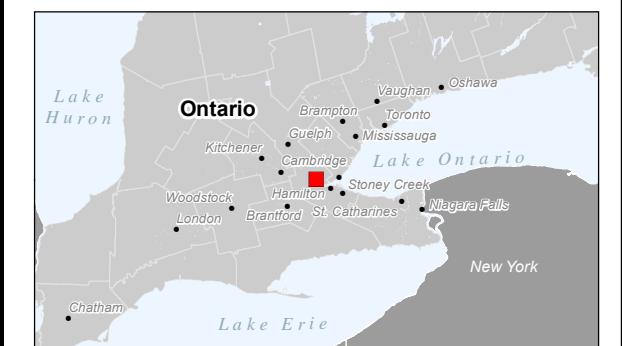 Lake
Huron
Ontario
Vaughan
Oshawa
Brampton
Toronto
Guelph
Mississauga
Kitchener
Cambridge
Lake Ontario
Stoney Creek
Hamilton
Woodstock
Brantford
St. Catharines
Niagara Falls
London
New York
Chatham
Lake Erie